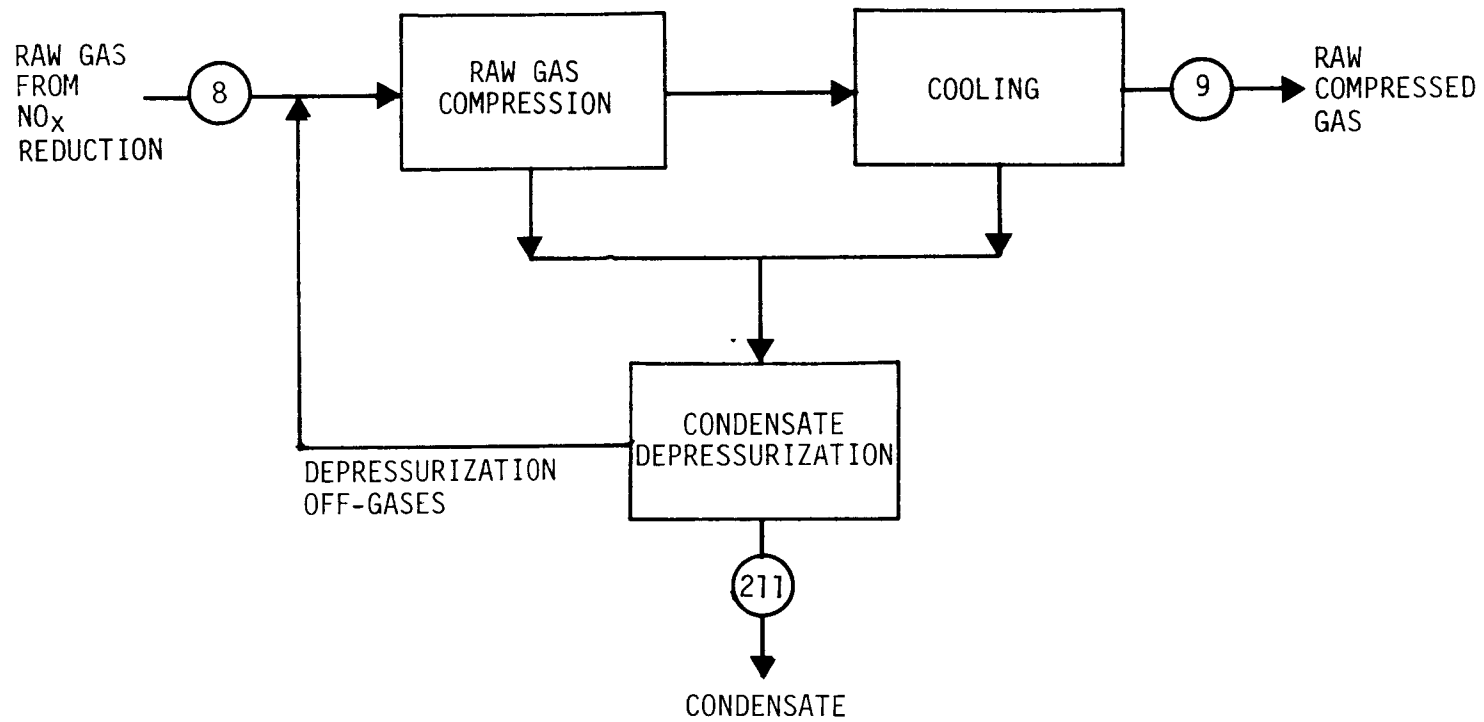 RAW GAS
FROM
NOx
REDUCTION
8
RAW GAS
COMPRESSION
COOLING
9
RAW
COMPRESSED
GAS
CONDENSATE
DEPRESSURIZATION
DEPRESSURIZATION
OFF-GASES
211
CONDENSATE